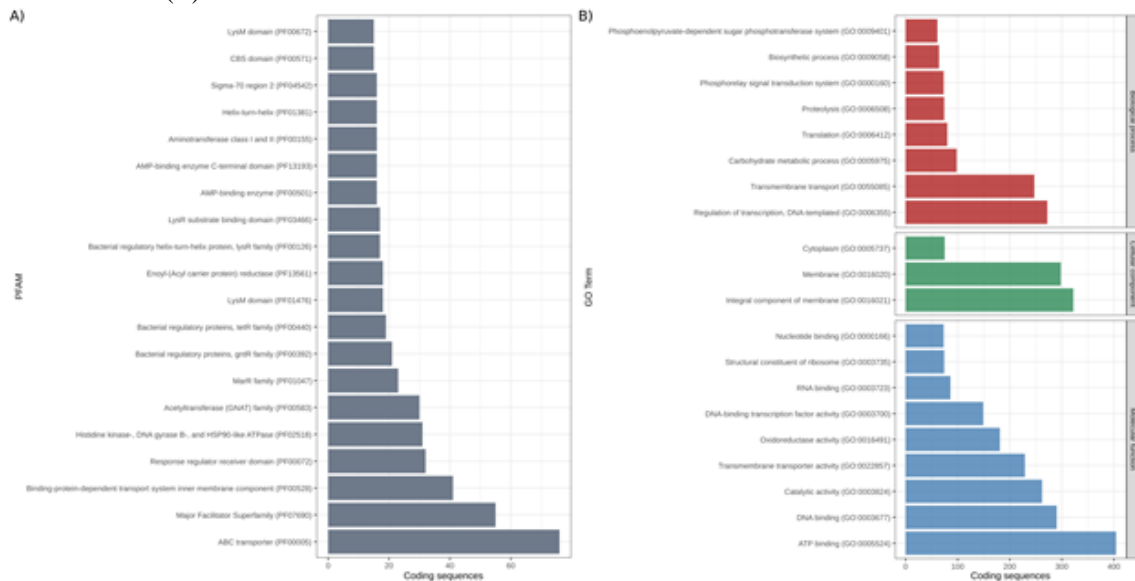 A)
LysM domain (PF00672)
CBS domain (PF00571)
Sigma-70 region 2 (PF04542)
Helix-turn-helix (PF01381)
Aminotransferase class I and II (PF00155)
AMP-binding enzyme C-terminal domain (PF13193)
AMP-binding enzyme (PF00501)
LysR substrate binding domain (PF03466)
Bacterial regulatory helix-turn-helix protein, lysR family (PF00126)
Enoyl-(Acyl carrier protein) reductase (PF13561)
LysM domain (PF01476)
Bacterial regulatory proteins, tetR family (PF00440)
Bacterial regulatory proteins, gntR family (PF00392)
MarR family (PF01047)
Acetyltransferase (GNAT) family (PF00583)
Histidine kinase-, DNA gyrase B-, and HSP90-like ATPase (PF02518)
Response regulator receiver domain (PF00072)
Binding-protein-dependent transport system inner membrane component (PF00528)
Major Facilitator Superfamily (PF07690)
ABC transporter (PF00005)
PFAM
0 20 40 60
Coding sequences
B)
Phosphoenolpyruvate-dependent sugar phosphotransferase system (GO:0009401)
Biosynthetic process (GO:0009058)
Phosphorelay signal transduction system (GO:0000160)
Proteolysis (GO:0006508)
Translation (GO:0006412)
Carbohydrate metabolic process (GO:0005975)
Transmembrane transport (GO:0055085)
Regulation of transcription, DNA-templated (GO:0006355)
Biological process
Cytoplasm (GO:0005737)
Membrane (GO:0016020)
Integral component of membrane (GO:0016021)
Cellular component
Nucleotide binding (GO:0000166)
Structural constituent of ribosome (GO:0003735)
RNA binding (GO:0003723)
DNA-binding transcription factor activity (GO:0003700)
Oxidoreductase activity (GO:0016491)
Transmembrane transporter activity (GO:0022857)
Catalytic activity (GO:0003824)
DNA binding (GO:0003677)
ATP binding (GO:0005524)
Molecular function
GO Term
0 100 200 300 400
Coding sequences